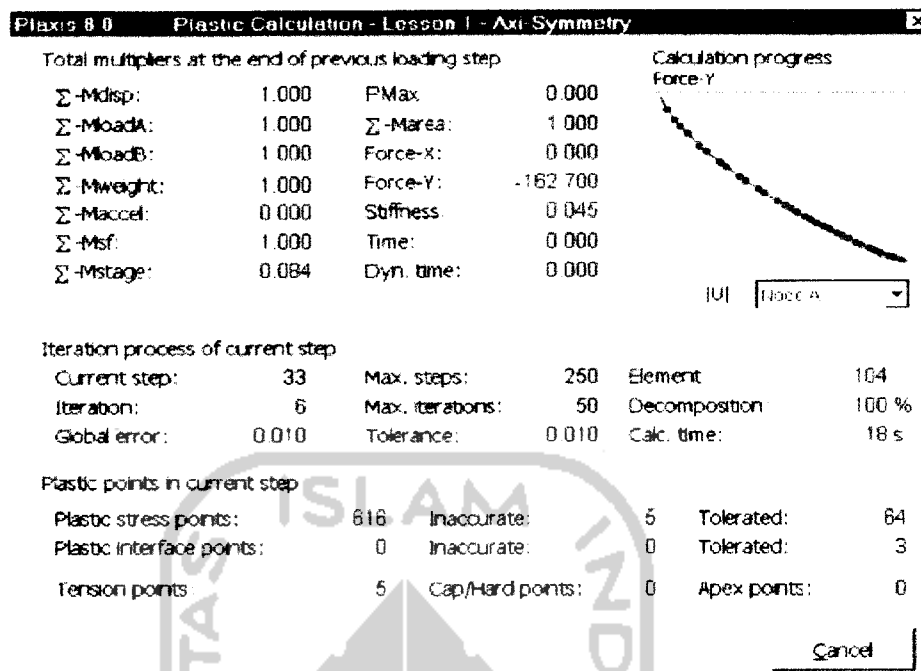 Plaxis 8.0 Plastic Calculation - Lesson 1 - Axi-Symmetry
Total multipliers at the end of previous loading step
Calculation progress
Force-Y
Σ-Mdisp: 1.000 PMax 0.000
Σ-MloadA: 1.000 Σ-Marea: 1.000
Σ-MloadB: 1.000 Force-X: 0.000
Σ-Mweight: 1.000 Force-Y: -162.700
Σ-Maccel: 0.000 Stiffness 0.045
Σ-Msf: 1.000 Time: 0.000
Σ-Mstage: 0.084 Dyn. time: 0.000
|U| Node A
Iteration process of current step
Current step: 33 Max. steps: 250 Element 104
Iteration: 6 Max. iterations: 50 Decomposition 100 %
Global error: 0.010 Tolerance: 0.010 Calc. time: 18 s
Plastic points in current step
Plastic stress points: 616 Inaccurate: 5 Tolerated: 64
Plastic interface points: 0 Inaccurate: 0 Tolerated: 3
Tension points 5 Cap/Hard points: 0 Apex points: 0
Cancel
ISLAM